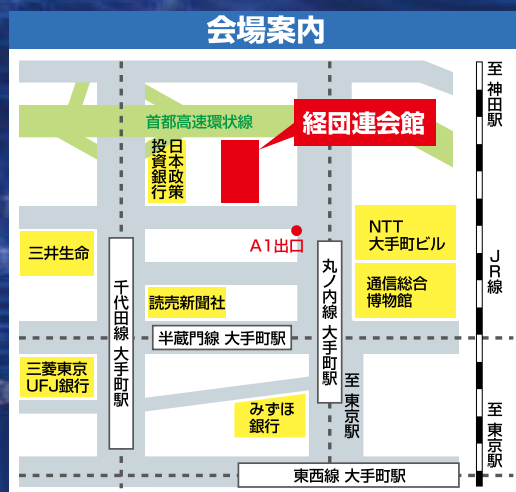 会場案内
至 神田駅
首都高速環状線
経団連会館
日本政策
投資銀行
A1出口
NTT
大手町ビル
三井生命
千代田線 大手町駅
丸ノ内線 大手町駅
JR線
通信総合
博物館
読売新聞社
半蔵門線 大手町駅
三菱東京
UFJ銀行
至 東京駅
みずほ
銀行
至 東京駅
東西線 大手町駅